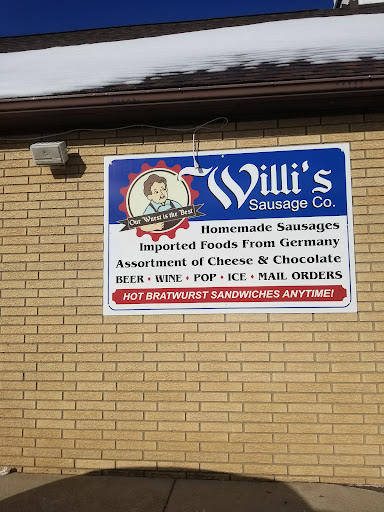 Our Wurst is the Best
Willi's
Sausage Co.
Homemade Sausages
Imported Foods From Germany
Assortment of Cheese & Chocolate
BEER • WINE • POP • ICE • MAIL ORDERS
HOT BRATWURST SANDWICHES ANYTIME!